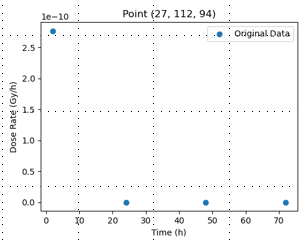 Point (27, 112, 94)
1e−10
Original Data
2.5
2.0
1.5
1.0
0.5
0.0
Dose Rate (Gy/h)
0 10 20 30 40 50 60 70
Time (h)